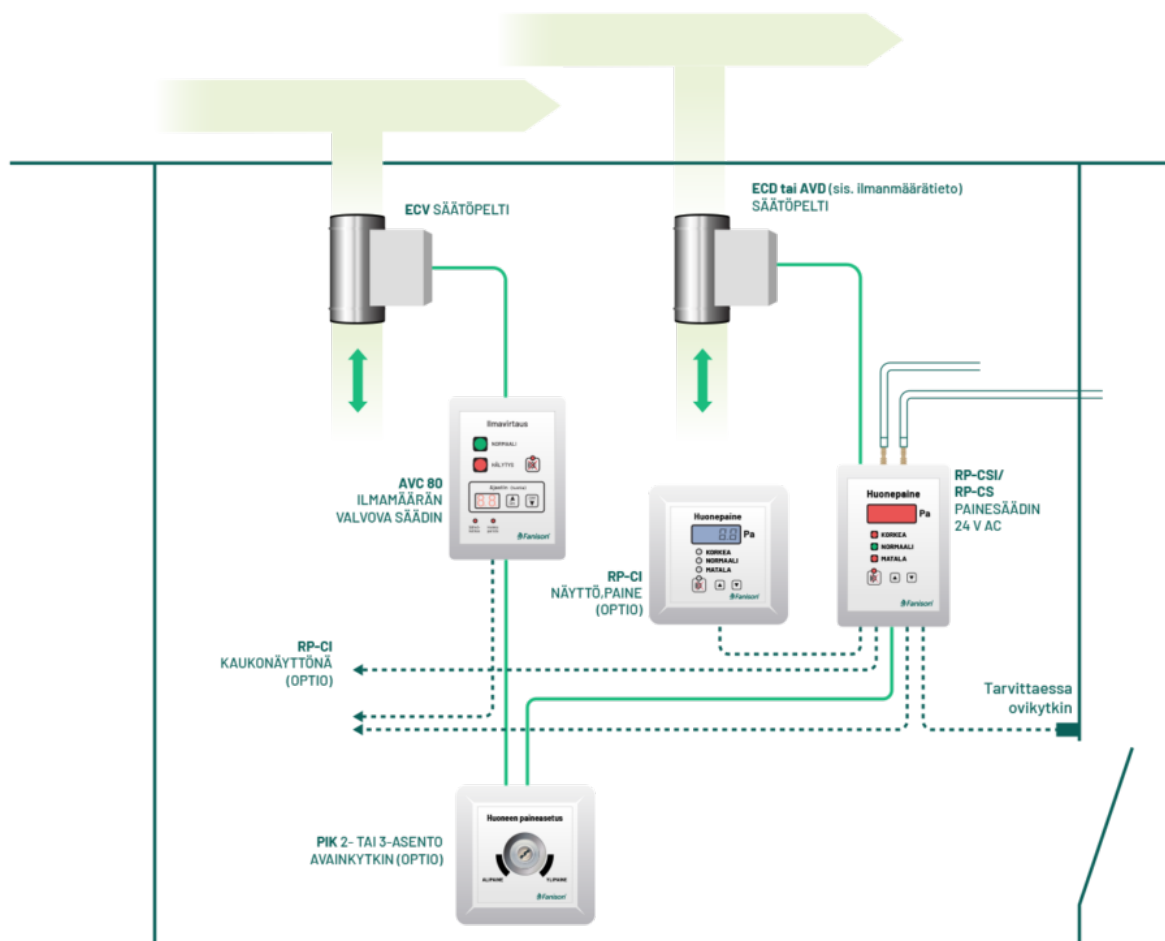 ECV SÄÄTÖPELTI
ECD tai AVD (sis. ilmanmäärätieto)
SÄÄTÖPELTI
Ilmavirtaus
NORMAALI
HÄLYTYS
Ajastin (tuntia)
Fanison
AVC 80
ILMAMÄÄRÄN
VALVOVA SÄÄDIN
Huonepaine
Pa
KORKEA
NORMAALI
MATALA
Fanison
RP-CI
NÄYTTÖ,PAINE
(OPTIO)
Huonepaine
Pa
KORKEA
NORMAALI
MATALA
Fanison
RP-CSI/
RP-CS
PAINESÄÄDIN
24 V AC
RP-CI
KAUKONÄYTTÖNÄ
(OPTIO)
Tarvittaessa
ovikytkin
Huoneen paineasetus
ALIPAINE
YLIPAINE
Fanison
PIK 2- TAI 3-ASENTO
AVAINKYTKIN (OPTIO)